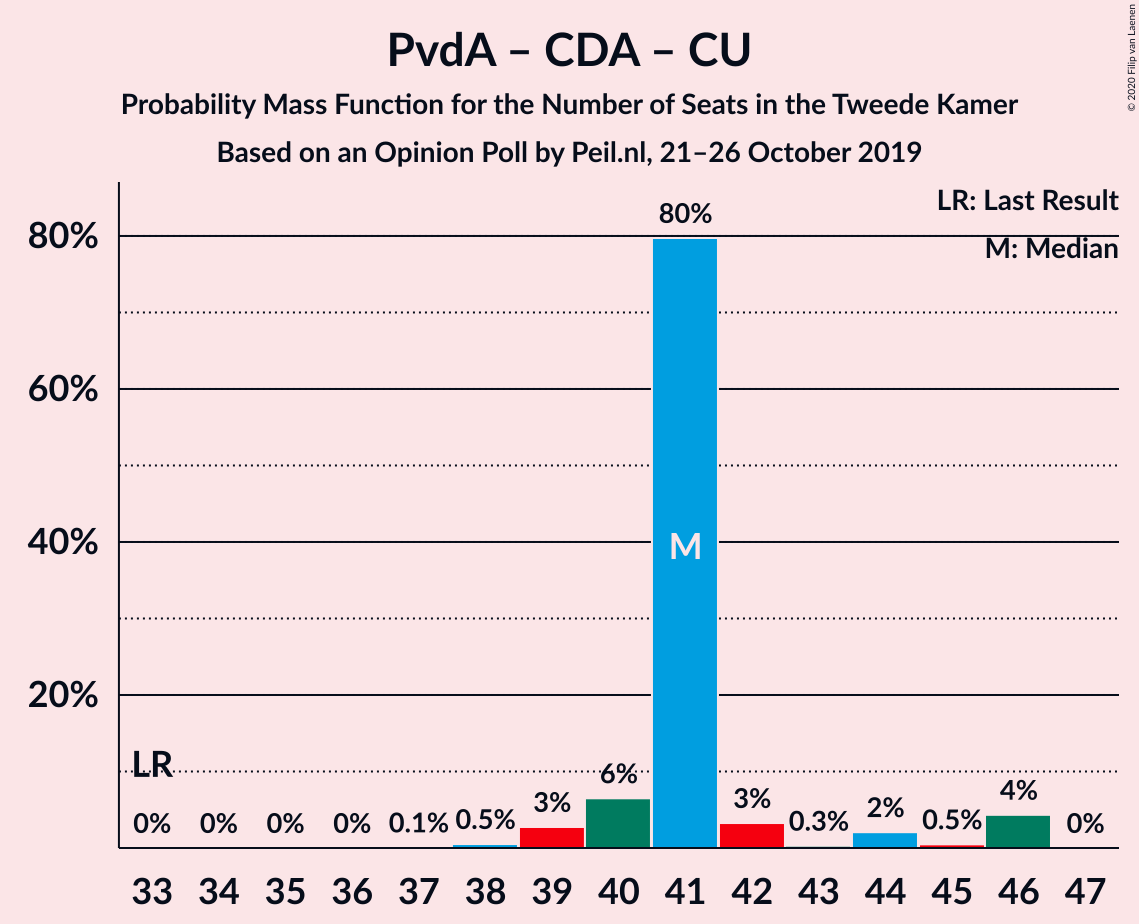 PvdA – CDA – CU
Probability Mass Function for the Number of Seats in the Tweede Kamer
Based on an Opinion Poll by Peil.nl, 21–26 October 2019
© 2020 Filip van Laenen
LR: Last Result
M: Median
80%
60%
40%
20%
LR
0%
0%
0%
0%
0.1%
0.5%
3%
6%
80%
M
3%
0.3%
2%
0.5%
4%
0%
33 34 35 36 37 38 39 40 41 42 43 44 45 46 47